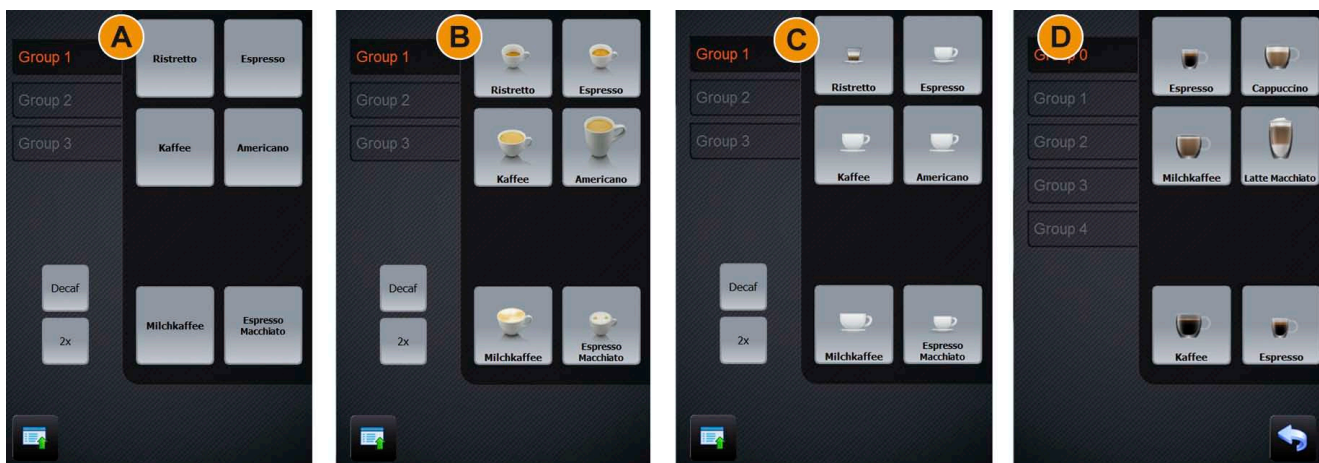 A
Group 1
Group 2
Group 3
Ristretto
Espresso
Kaffee
Americano
Milchkaffee
Espresso
Macchiato
Decaf
2x
B
Group 1
Group 2
Group 3
Ristretto
Espresso
Kaffee
Americano
Milchkaffee
Espresso
Macchiato
Decaf
2x
C
Group 1
Group 2
Group 3
Ristretto
Espresso
Kaffee
Americano
Milchkaffee
Espresso
Macchiato
Decaf
2x
D
Group 0
Group 1
Group 2
Group 3
Group 4
Espresso
Cappuccino
Milchkaffee
Latte Macchiato
Kaffee
Espresso